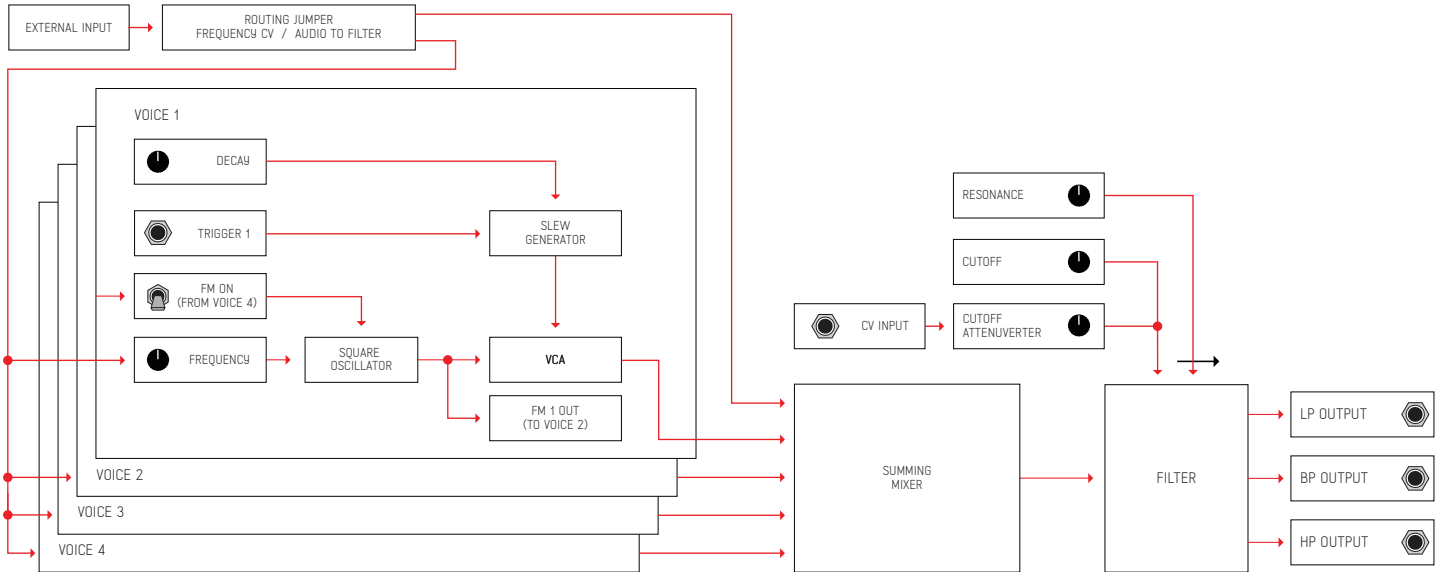 EXTERNAL INPUT
ROUTING JUMPER
FREQUENCY CV / AUDIO TO FILTER
VOICE 1
DECAY
TRIGGER 1
SLEW
GENERATOR
FM ON
(FROM VOICE 4)
FREQUENCY
SQUARE
OSCILLATOR
VCA
FM 1 OUT
(TO VOICE 2)
VOICE 2
VOICE 3
VOICE 4
RESONANCE
CUTOFF
CV INPUT
CUTOFF
ATTENUVERTER
SUMMING
MIXER
FILTER
LP OUTPUT
BP OUTPUT
HP OUTPUT